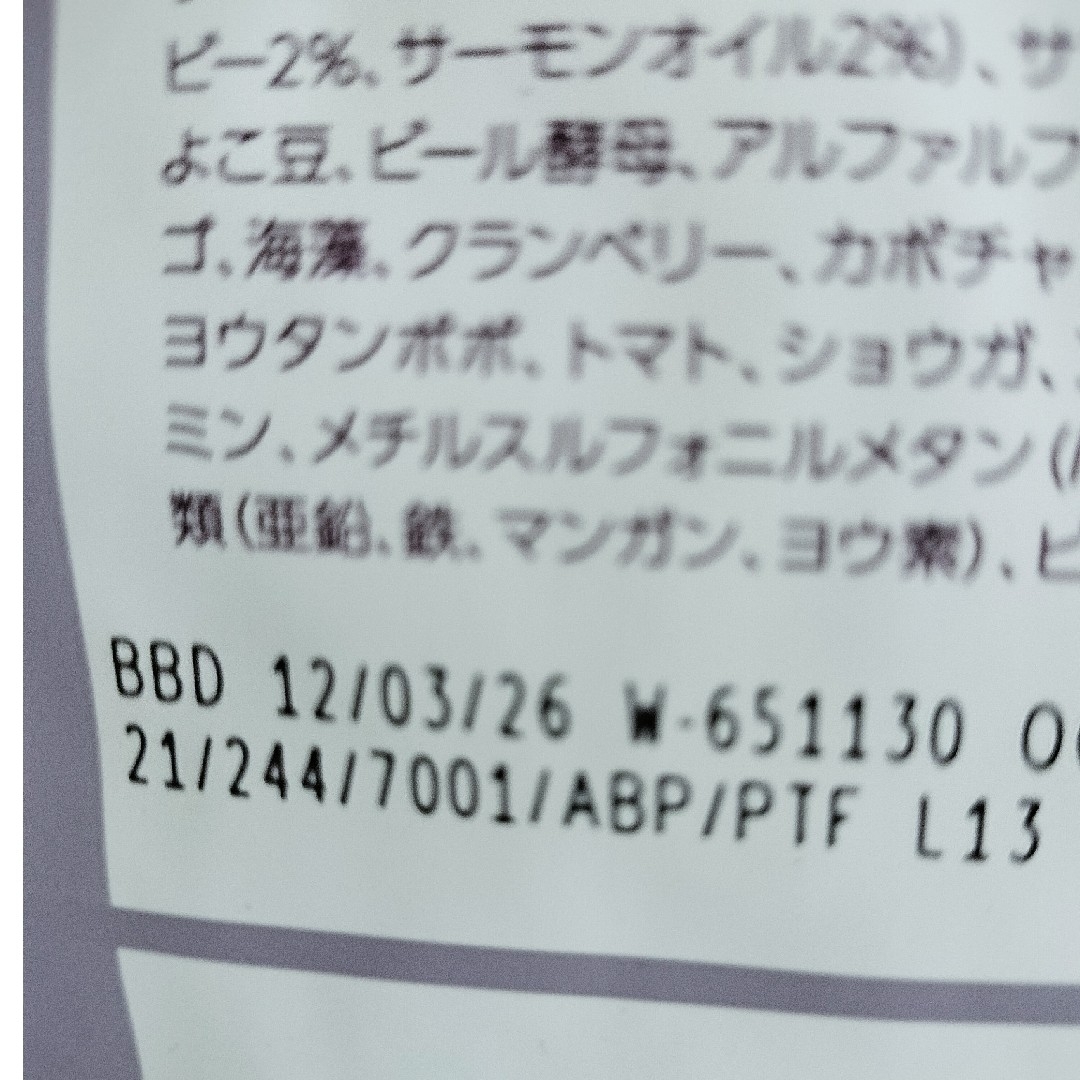 ビー2%、サーモンオイル2%)、サ
よこ豆、ビール酵母、アルファルフ
ゴ、海藻、クランベリー、カボチャ
ヨウタンポポ、トマト、ショウガ、
ミン、メチルスルフォニルメタン(
類(亜鉛、鉄、マンガン、ヨウ素)、ビ
BBD 12/03/26 W-651130 0
21/244/7001/ABP/PTF L13